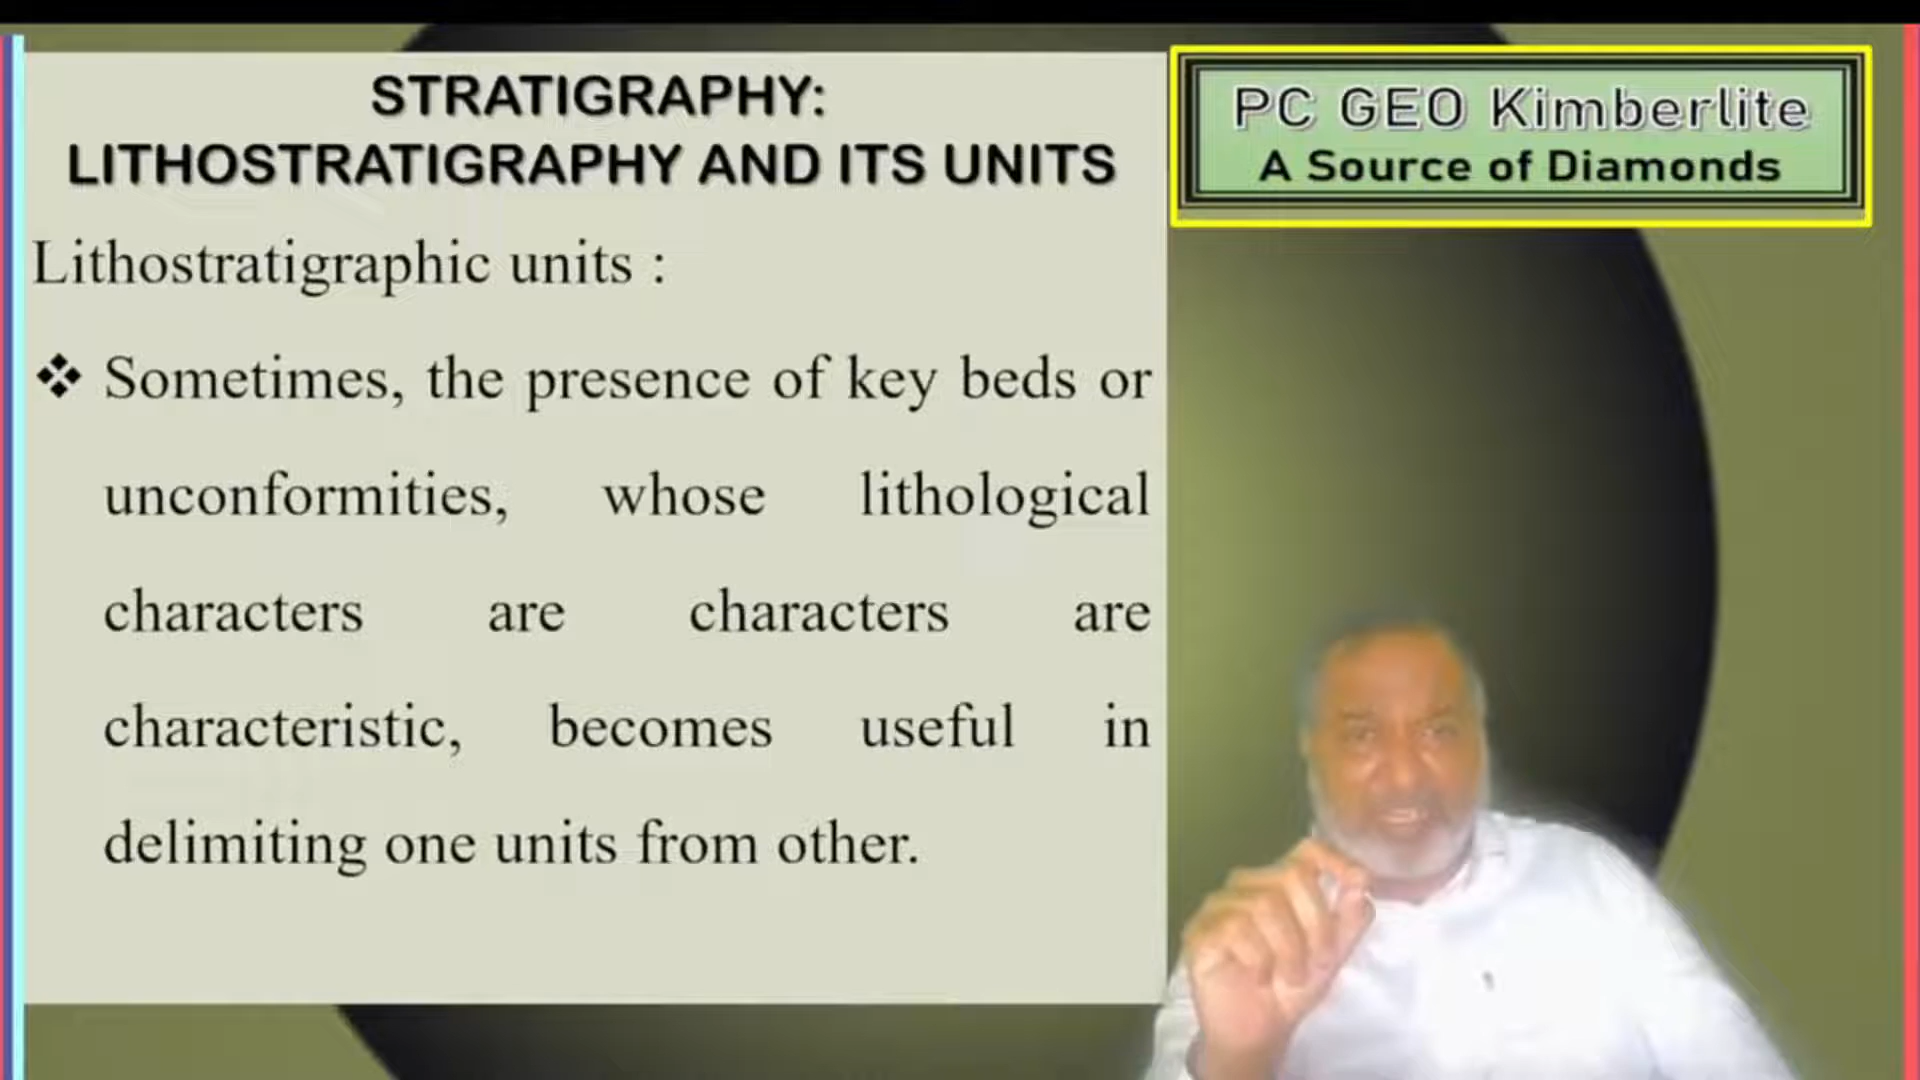 STRATIGRAPHY:
LITHOSTRATIGRAPHY AND ITS UNITS
PC GEO Kimberlite
A Source of Diamonds
Lithostratigraphic units :
❖ Sometimes, the presence of key beds or
unconformities, whose lithological
characters are characters are
characteristic, becomes useful in
delimiting one units from other.